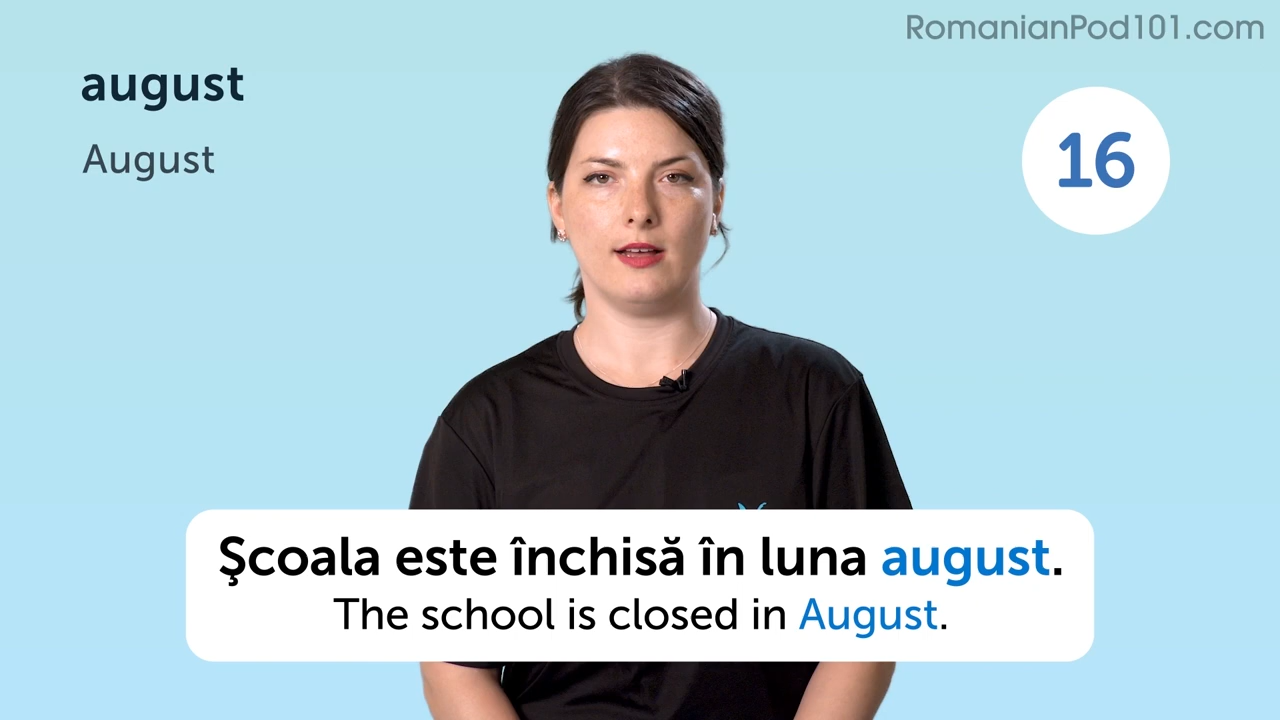 RomanianPod101.com
august
August
16
Şcoala este închisă în luna august.
The school is closed in August.